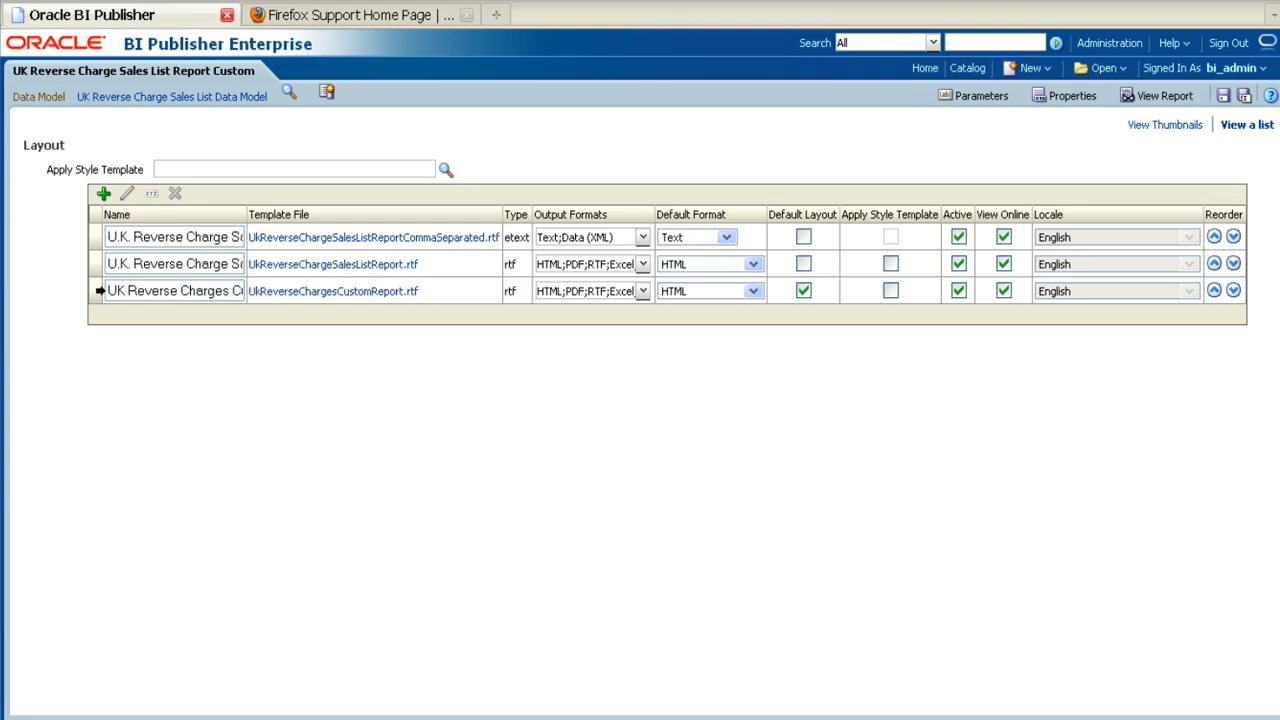 Oracle BI Publisher
Firefox Support Home Page | ...
ORACLE BI Publisher Enterprise
Search All
Administration Help Sign Out
UK Reverse Charge Sales List Report Custom
Home Catalog New Open Signed In As bi_admin
Data Model UK Reverse Charge Sales List Data Model
Parameters Properties View Report
View Thumbnails View a list
Layout
Apply Style Template
XYZ
Name Template File Type Output Formats Default Format Default Layout Apply Style Template Active View Online Locale Reorder
U.K. Reverse Charge UkReverseChargeSalesListReportCommaSeparated.rtf etext Text;Data (XML) Text English
U.K. Reverse Charge UkReverseChargeSalesListReport.rtf rtf HTML;PDF;RTF;Excel HTML English
UK Reverse Charges UkReverseChargesCustomReport.rtf rtf HTML;PDF;RTF;Excel HTML English